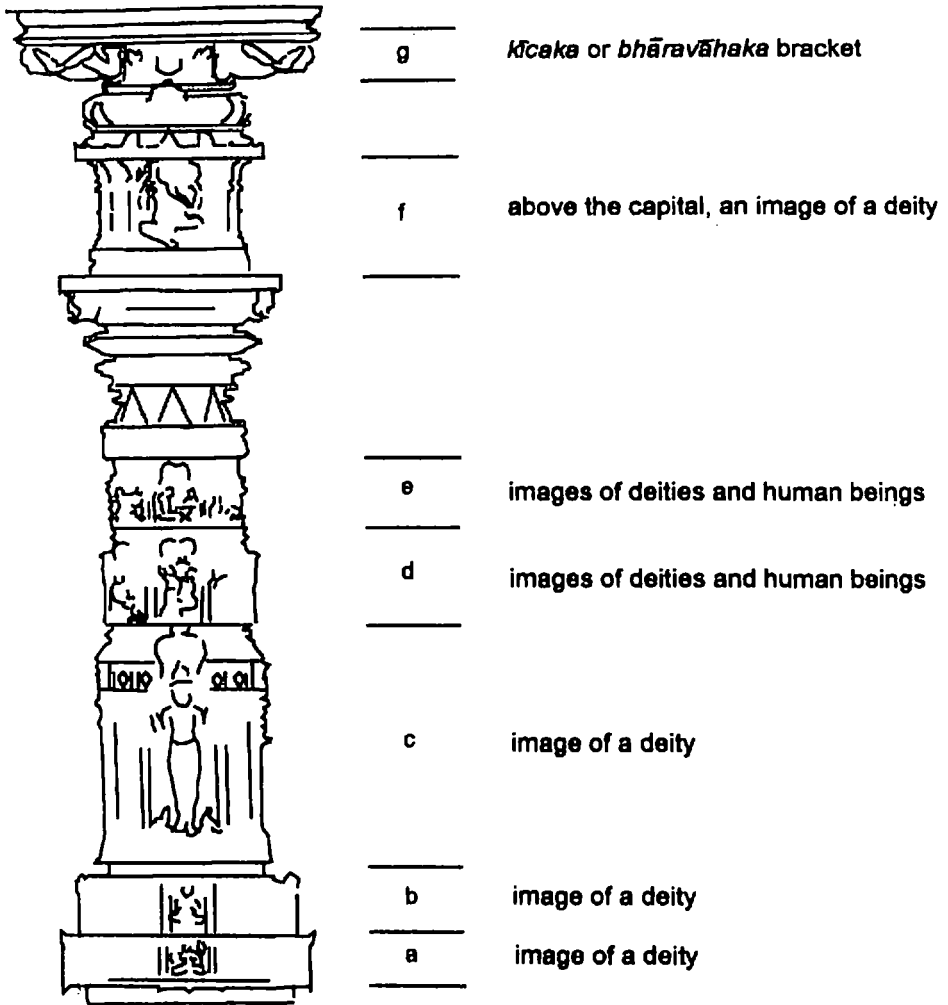 g kīcaka or bhāravāhaka bracket
f above the capital, an image of a deity
e images of deities and human beings
d images of deities and human beings
c image of a deity
b image of a deity
a image of a deity